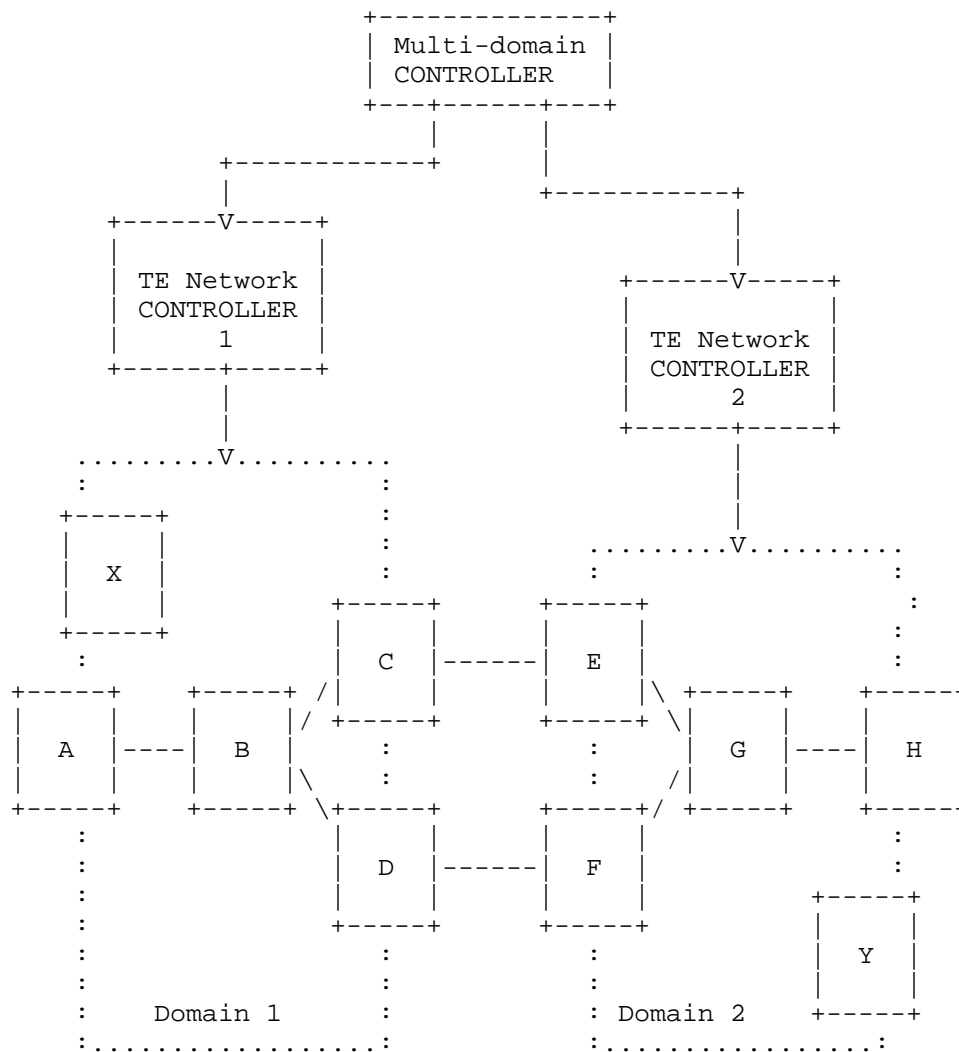 Multi-domain
CONTROLLER
TE Network
CONTROLLER
1
TE Network
CONTROLLER
2
X
C
E
A
B
G
H
D
F
Y
Domain 1
Domain 2